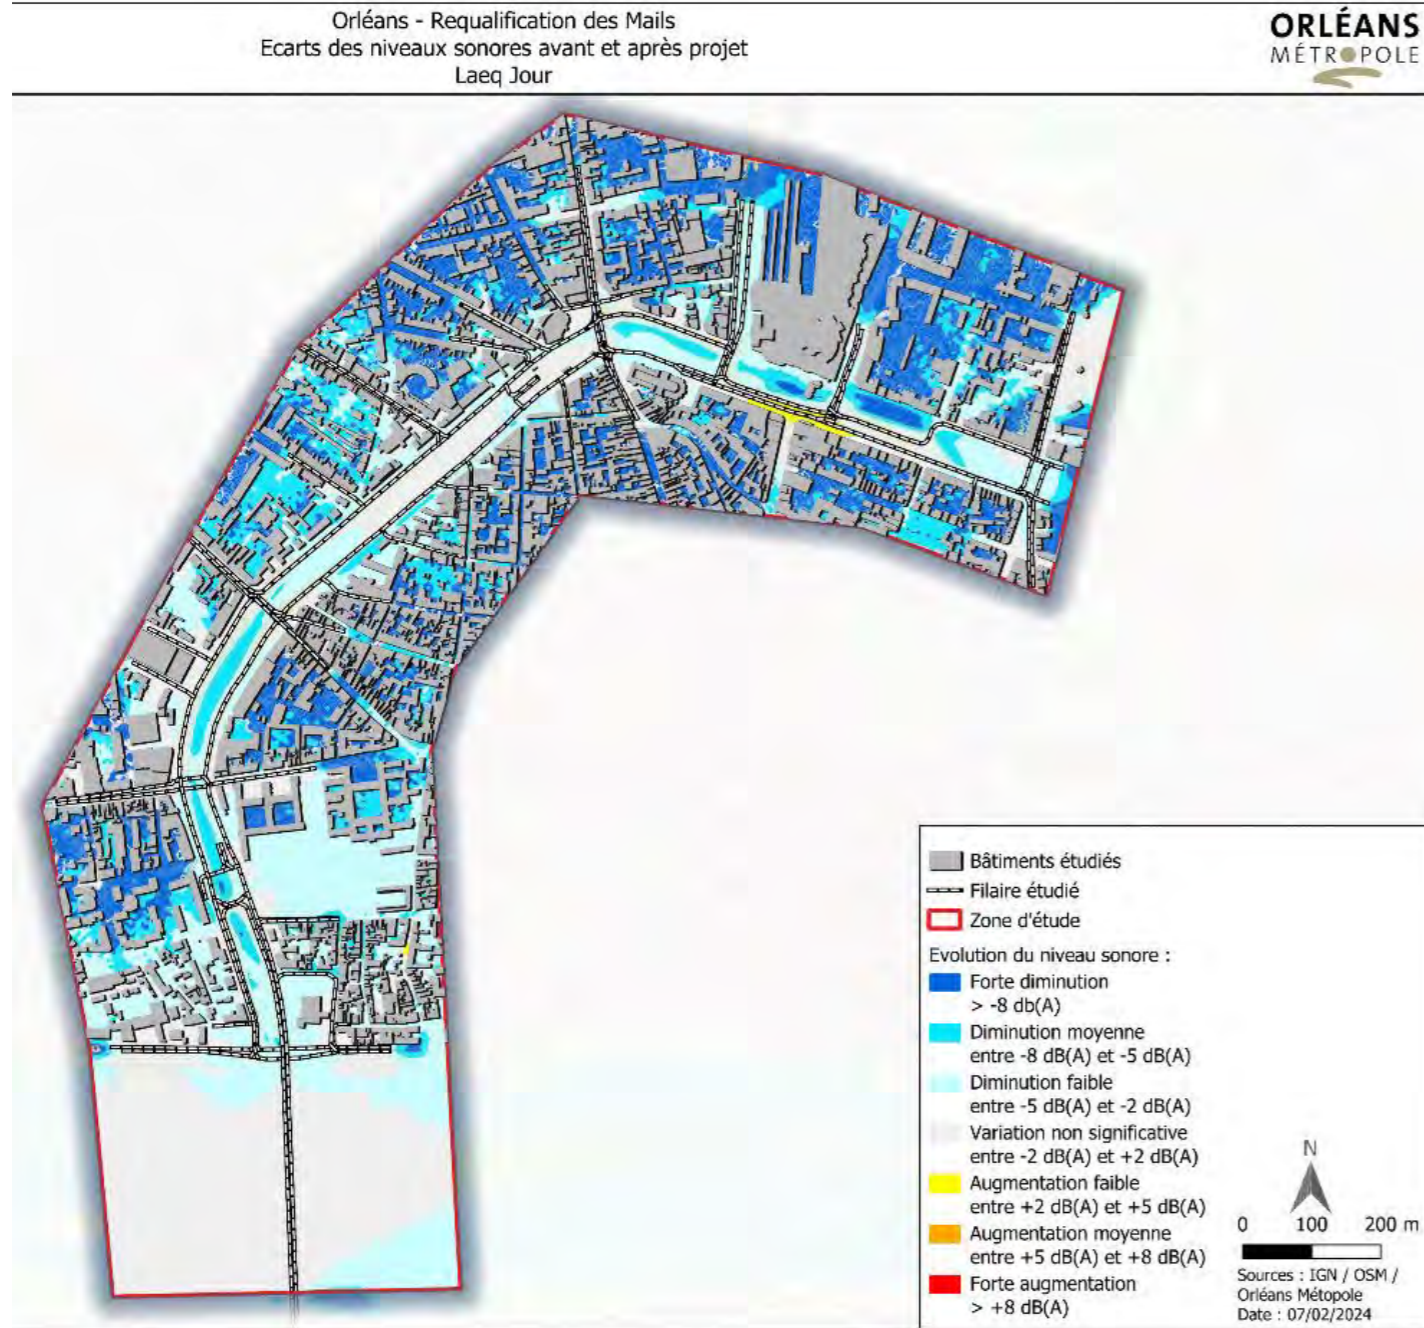 Orléans - Requalification des Mails
Ecarts des niveaux sonores avant et après projet
Laeq Jour
ORLÉANS
MÉTROPOLE
Bâtiments étudiés
Filaire étudié
Zone d'étude
Evolution du niveau sonore :
Forte diminution
> -8 db(A)
Diminution moyenne
entre -8 dB(A) et -5 dB(A)
Diminution faible
entre -5 dB(A) et -2 dB(A)
Variation non significative
entre -2 dB(A) et +2 dB(A)
Augmentation faible
entre +2 dB(A) et +5 dB(A)
Augmentation moyenne
entre +5 dB(A) et +8 dB(A)
Forte augmentation
> +8 dB(A)
N
0 100 200 m
Sources : IGN / OSM /
Orléans Métopole
Date : 07/02/2024